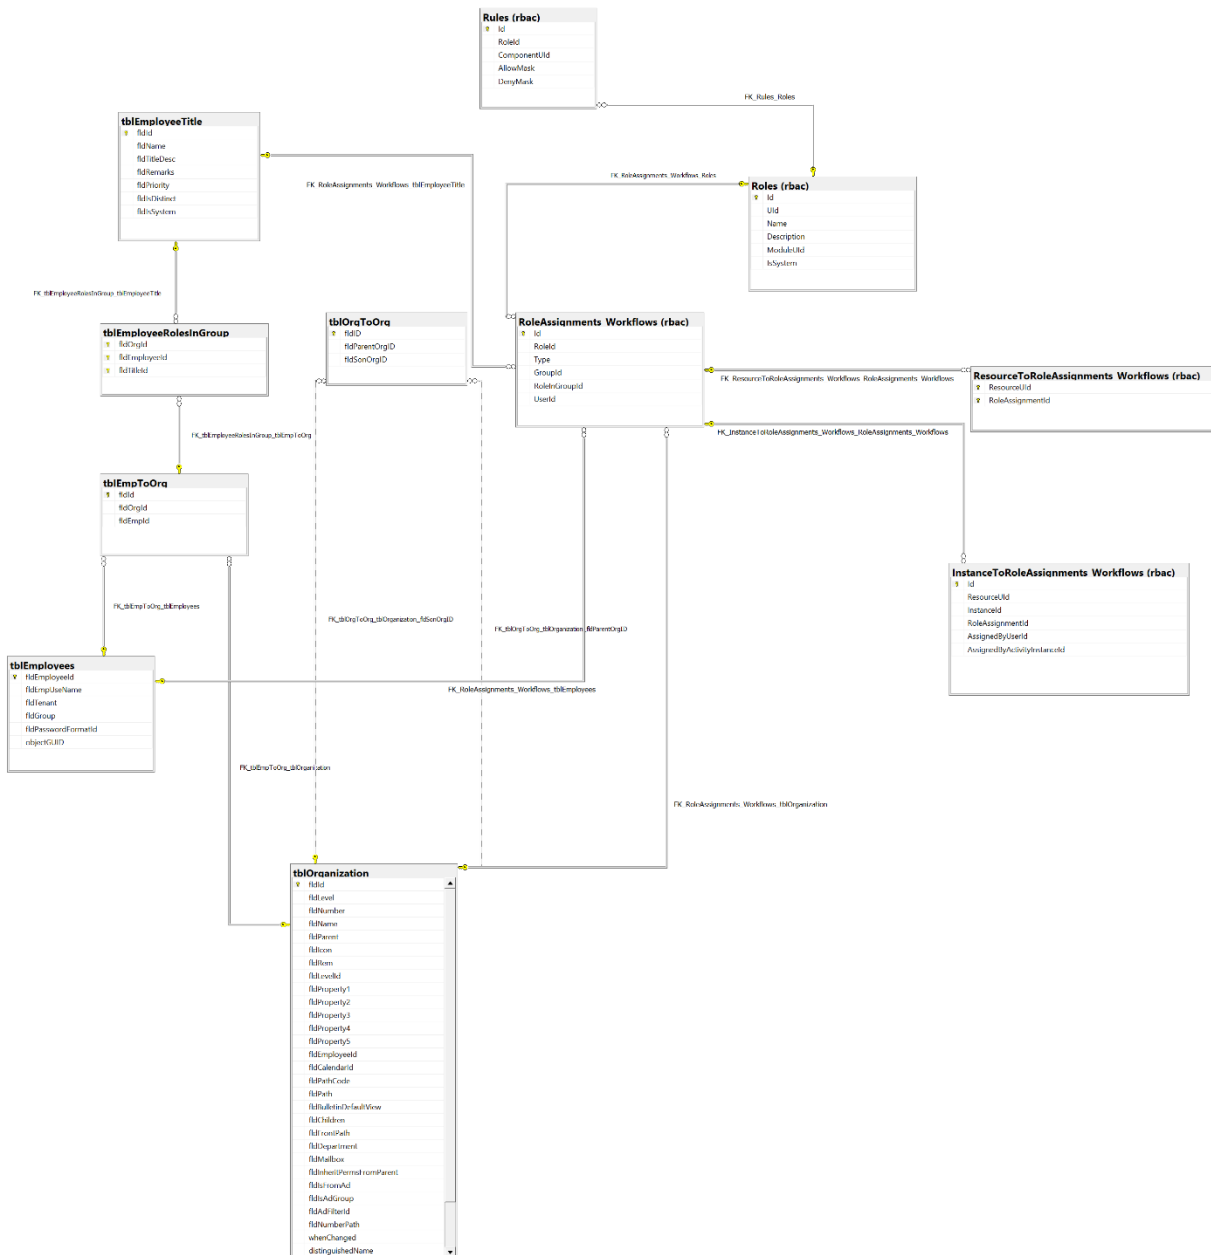 Rules (rbac)
Id
RoleId
ComponentUId
AllowMask
DenyMask
FK_Rules_Roles
tblEmployeeTitle
fldId
fldName
fldTitleDesc
fldRemarks
fldPriority
fldIsDistinct
fldIsSystem
FK_RoleAssignments_Workflows_tblEmployeeTitle
FK_RoleAssignments_Workflows_Roles
Roles (rbac)
Id
UId
Name
Description
ModuleUId
IsSystem
FK_tblEmployeeRolesInGroup_tblEmployeeTitle
tblEmployeeRolesInGroup
fldOrgId
fldEmployeeId
fldTitleId
tblOrgToOrg
fldID
fldParentOrgID
fldSonOrgID
RoleAssignments_Workflows (rbac)
Id
RoleId
Type
GroupId
RoleInGroupId
UserId
FK_ResourceToRoleAssignments_Workflows_RoleAssignments_Workflows
ResourceToRoleAssignments_Workflows (rbac)
ResourceUId
RoleAssignmentId
FK_InstanceToRoleAssignments_Workflows_RoleAssignments_Workflows
FK_tblEmployeeRolesInGroup_tblEmpToOrg
tblEmpToOrg
fldId
fldOrgId
fldEmpId
InstanceToRoleAssignments_Workflows (rbac)
Id
ResourceUId
InstanceId
RoleAssignmentId
AssignedByUserId
AssignedByActivityInstanceId
FK_tblEmpToOrg_tblEmployees
FK_tblOrgToOrg_tblOrganization_fldSonOrgID
FK_tblOrgToOrg_tblOrganization_fldParentOrgID
tblEmployees
fldEmployeeId
fldEmpUseName
fldTenant
fldGroup
fldPasswordFormatId
objectGUID
FK_RoleAssignments_Workflows_tblEmployees
FK_tblEmpToOrg_tblOrganization
FK_RoleAssignments_Workflows_tblOrganization
tblOrganization
fldId
fldLevel
fldNumber
fldName
fldParent
fldIcon
fldRem
fldLevelId
fldProperty1
fldProperty2
fldProperty3
fldProperty4
fldProperty5
fldEmployeeId
fldCalendarId
fldPathCode
fldPath
fldBulletinDefaultView
fldChildren
fldFrontPath
fldDepartment
fldMailbox
fldInheritPermsFromParent
fldIsFromAd
fldIsAdGroup
fldAdFilterId
fldNumberPath
whenChanged
distinguishedName